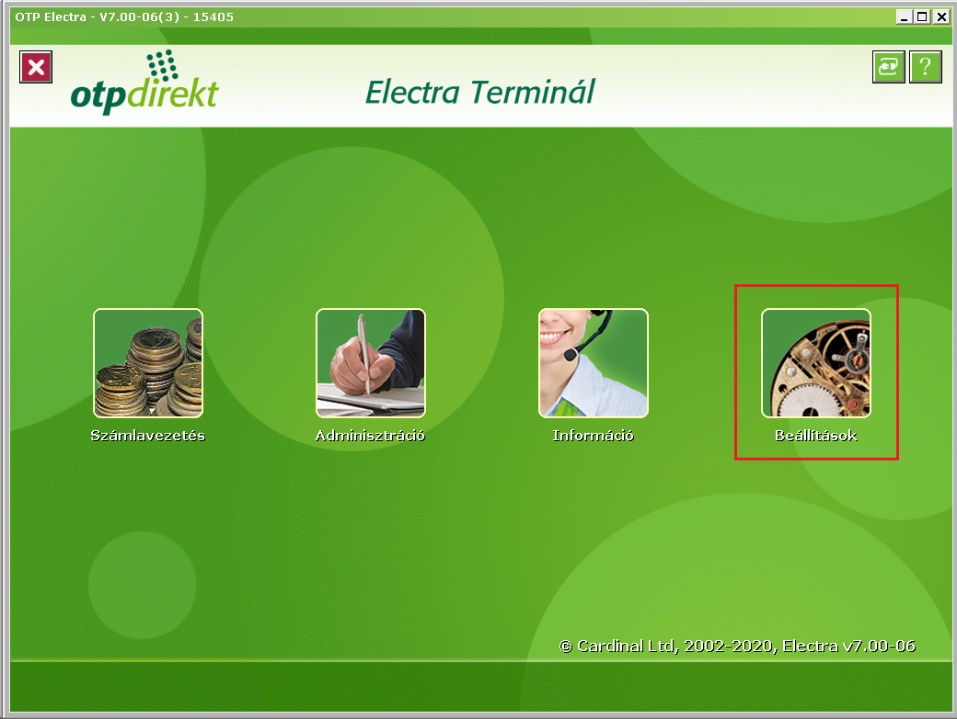 OTP Electra - V7.00-06(3) - 15405
otpdirekt
Electra Terminál
?
Számlavezetés
Adminisztráció
Információ
Beállítások
© Cardinal Ltd, 2002-2020, Electra v7.00-06